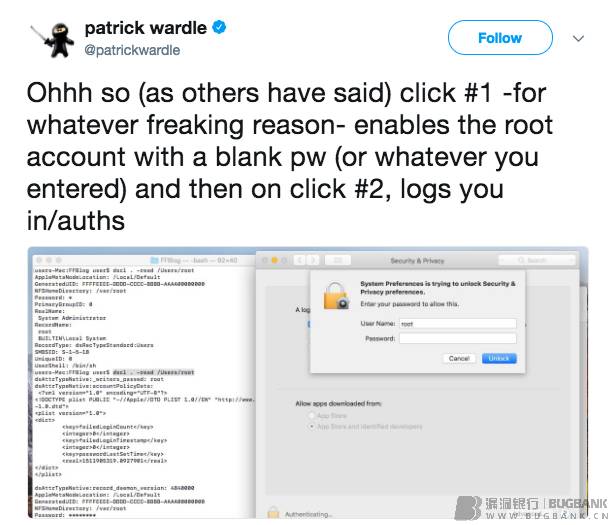 patrick wardle
@patrickwardle
Follow
Ohhh so (as others have said) click #1 -for
whatever freaking reason- enables the root
account with a blank pw (or whatever you
entered) and then on click #2, logs you
in/auths
FFBlog — -bash — 92×40
users-Mac:FFBlog user$ dscl . -read /Users/root
AppleMetaNodeLocation: /Local/Default
GeneratedUID: FFFFEEEE-DDDD-CCCC-BBBB-AAAA00000000
NFSHomeDirectory: /var/root
Password: *
PrimaryGroupID: 0
RealName:
System Administrator
RecordName:
root
BUILTIN\Local System
RecordType: dsRecTypeStandard:Users
SMBSID: S-1-5-18
UniqueID: 0
UserShell: /bin/sh
users-Mac:FFBlog user$ dscl . -read /Users/root
dsAttrTypeNative:_writers_passwd: root
dsAttrTypeNative:accountPolicyData:
<?xml version="1.0" encoding="UTF-8"?>
<!DOCTYPE plist PUBLIC "-//Apple//DTD PLIST 1.0//EN" "http://www.
-1.0.dtd">
<plist version="1.0">
<dict>
<key>failedLoginCount</key>
<integer>0</integer>
<key>failedLoginTimestamp</key>
<integer>0</integer>
<key>passwordLastSetTime</key>
<real>1511905319.0927901</real>
</dict>
</plist>
dsAttrTypeNative:record_daemon_version: 4840000
AppleMetaNodeLocation: /Local/Default
GeneratedUID: FFFFEEEE-DDDD-CCCC-BBBB-AAAA00000000
NFSHomeDirectory: /var/root
Password: ********
Security & Privacy
Search
System Preferences is trying to unlock Security &
Privacy preferences.
Enter your password to allow this.
User Name: root
Password:
Cancel
Unlock
A log
Allow apps downloaded from:
App Store
App Store and identified developers
Authenticating...
漏洞银行 BUGBANK
WWW.BUGBANK.CN